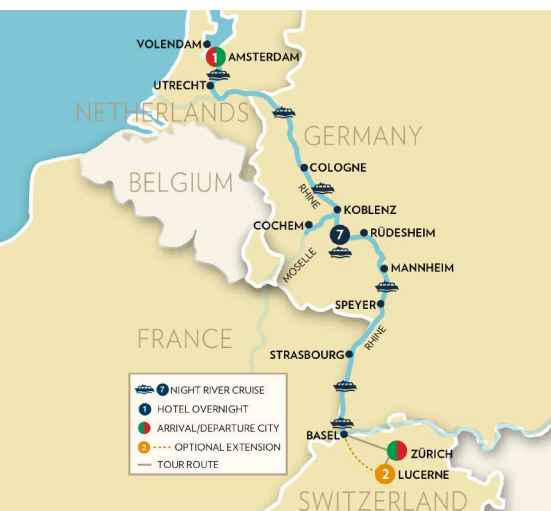 VOLENDAM
1 AMSTERDAM
UTRECHT
NETHERLANDS
GERMANY
BELGIUM
COLOGNE
RHINE
KOBLENZ
COCHEM
7
RÜDESHEIM
MOSELLE
MANNHEIM
SPEYER
FRANCE
RHINE
STRASBOURG
7 NIGHT RIVER CRUISE
1 HOTEL OVERNIGHT
ARRIVAL/DEPARTURE CITY
2 OPTIONAL EXTENSION
TOUR ROUTE
BASEL
ZÜRICH
2 LUCERNE
SWITZERLAND